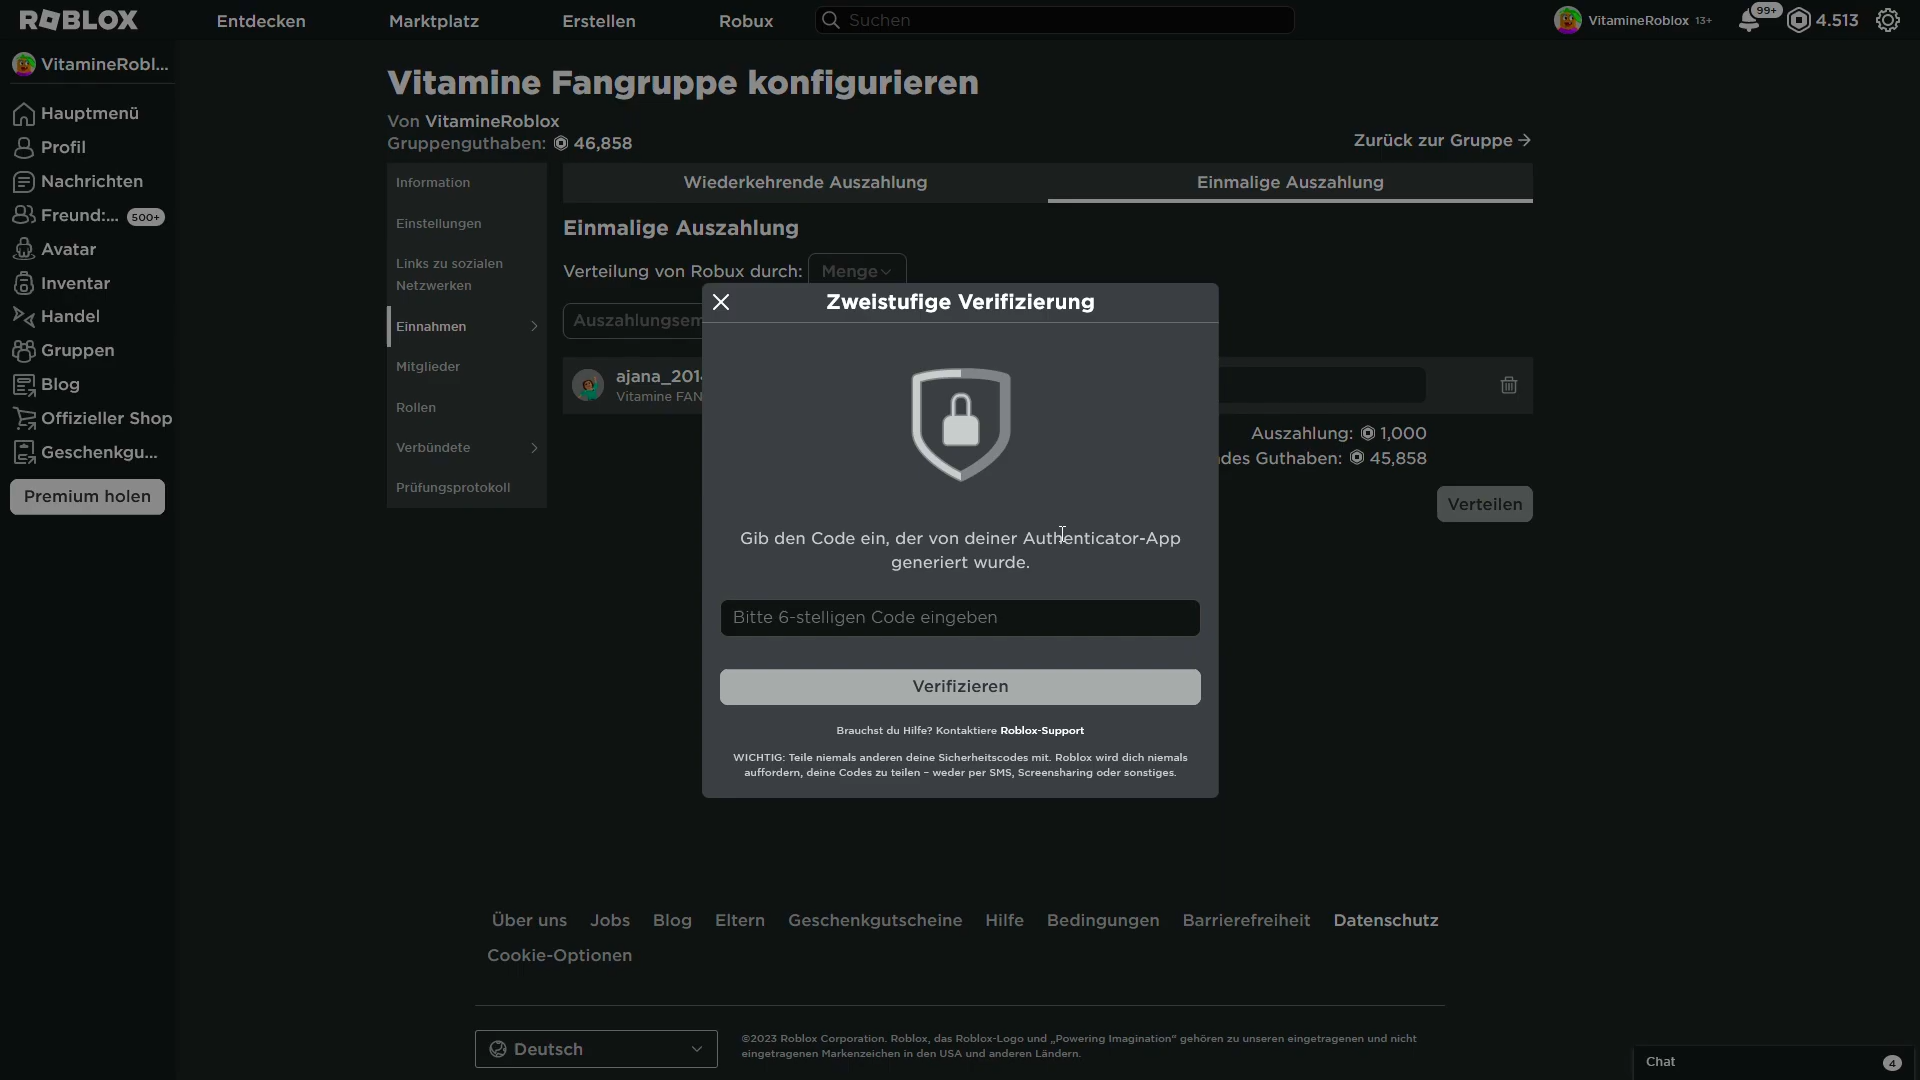 ROBLOX
Entdecken
Marktplatz
Erstellen
Robux
Suchen
VitamineRoblox 13+
99+
4.513
VitamineRobl...
Hauptmenü
Profil
Nachrichten
Freund:... 500+
Avatar
Inventar
Handel
Gruppen
Blog
Offizieller Shop
Geschenkgu...
Premium holen
Vitamine Fangruppe konfigurieren
Von VitamineRoblox
Gruppenguthaben: 46,858
Zurück zur Gruppe
Information
Einstellungen
Links zu sozialen
Netzwerken
Einnahmen
Mitglieder
Rollen
Verbündete
Prüfungsprotokoll
Wiederkehrende Auszahlung
Einmalige Auszahlung
Einmalige Auszahlung
Verteilung von Robux durch: Menge
Vitamine FAN
Auszahlung: 1,000
Guthaben: 45,858
Verteilen
Zweistufige Verifizierung
Gib den Code ein, der von deiner Authenticator-App
generiert wurde.
Bitte 6-stelligen Code eingeben
Verifizieren
Brauchst du Hilfe? Kontaktiere Roblox-Support
WICHTIG: Teile niemals anderen deine Sicherheitscodes mit. Roblox wird dich niemals
auffordern, deine Codes zu teilen – weder per SMS, Screensharing oder sonstiges.
Über uns
Jobs
Blog
Eltern
Geschenkgutscheine
Hilfe
Bedingungen
Barrierefreiheit
Datenschutz
Cookie-Optionen
Deutsch
©2023 Roblox Corporation. Roblox, das Roblox-Logo und „Powering Imagination“ gehören zu unseren eingetragenen und nicht
eingetragenen Markenzeichen in den USA und anderen Ländern.
Chat
4